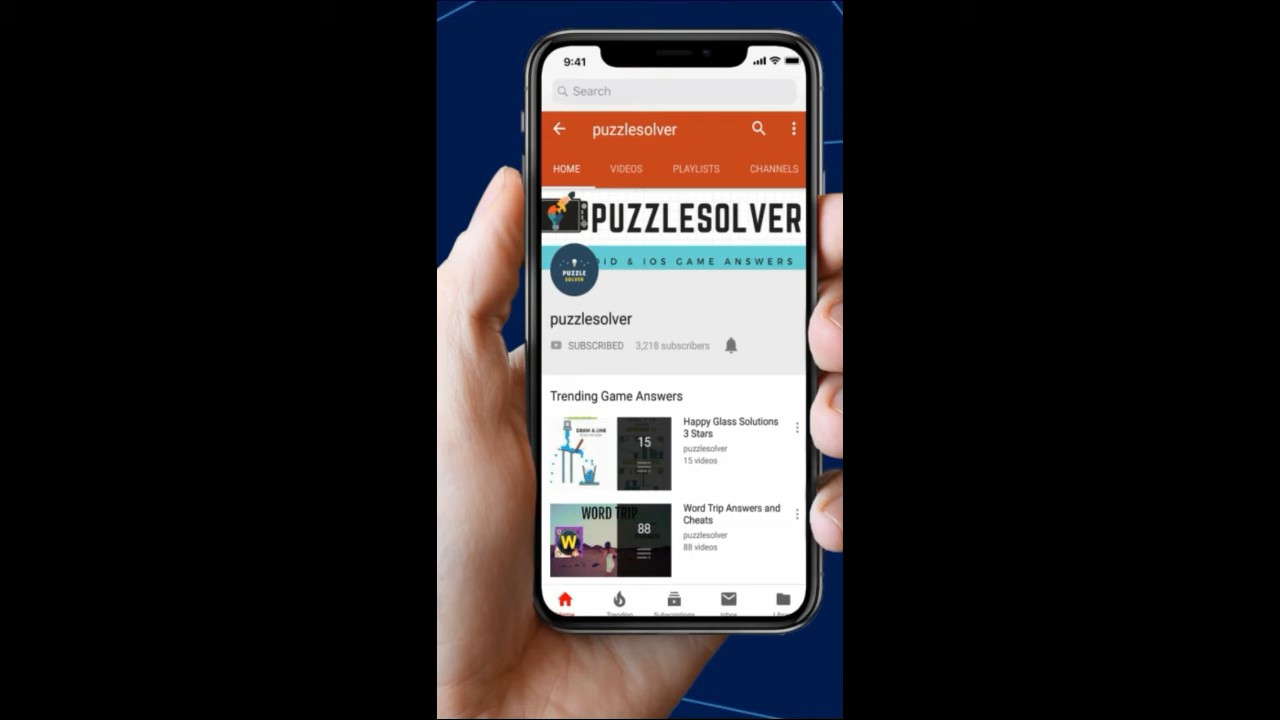 9:41
Search
puzzlesolver
HOME VIDEOS PLAYLISTS CHANNELS
PUZZLESOLVER
OID & IOS GAME ANSWERS
PUZZLE
SOLVER
puzzlesolver
SUBSCRIBED 3,218 subscribers
Trending Game Answers
DRAW A LINE
15
Happy Glass Solutions
3 Stars
puzzlesolver
15 videos
WORD TRIP
W
88
Word Trip Answers and
Cheats
puzzlesolver
88 videos